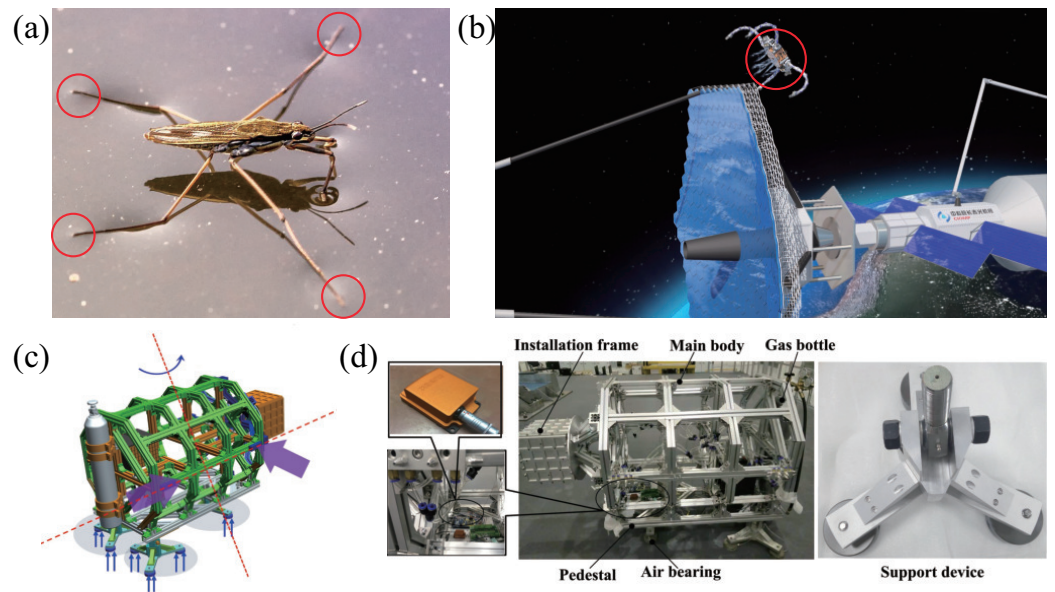 (a)
(b)
(c)
(d)
Installation frame
Main body
Gas bottle
Pedestal
Air bearing
Support device